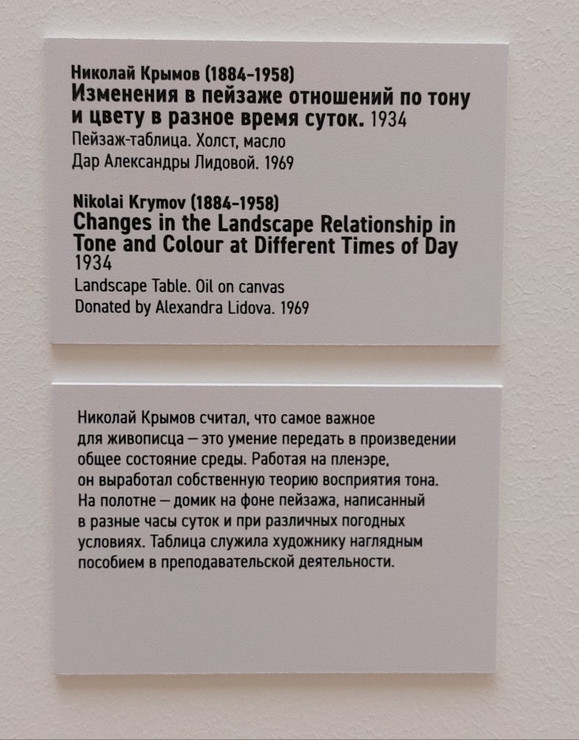 Николай Крымов (1884–1958)
Изменения в пейзаже отношений по тону
и цвету в разное время суток. 1934
Пейзаж-таблица. Холст, масло
Дар Александры Лидовой. 1969
Nikolai Krymov (1884–1958)
Changes in the Landscape Relationship in
Tone and Colour at Different Times of Day
1934
Landscape Table. Oil on canvas
Donated by Alexandra Lidova. 1969
Николай Крымов считал, что самое важное
для живописца – это умение передать в произведении
общее состояние среды. Работая на пленэре,
он выработал собственную теорию восприятия тона.
На полотне – домик на фоне пейзажа, написанный
в разные часы суток и при различных погодных
условиях. Таблица служила художнику наглядным
пособием в преподавательской деятельности.